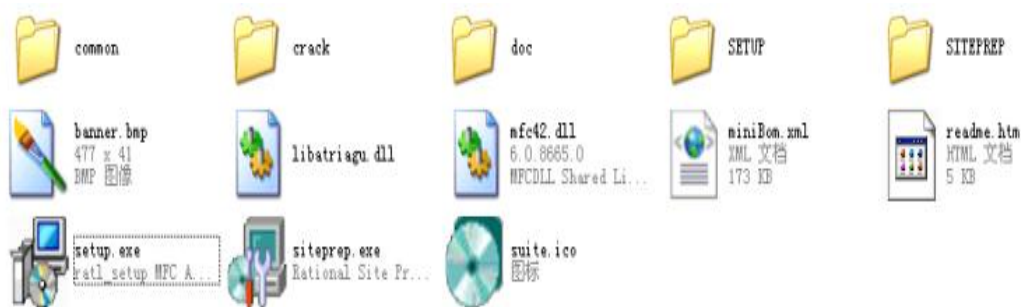 common
crack
doc
SETUP
SITEPREP
banner.bmp
477 x 41
BMP 图像
libatriagu.dll
mfc42.dll
6.0.8665.0
MFCDLL Shared Li...
miniBom.xml
XML 文档
173 KB
readme.htm
HTML 文档
5 KB
setup.exe
ratl_setup MFC A...
siteprep.exe
Rational Site Pr...
suite.ico
图标